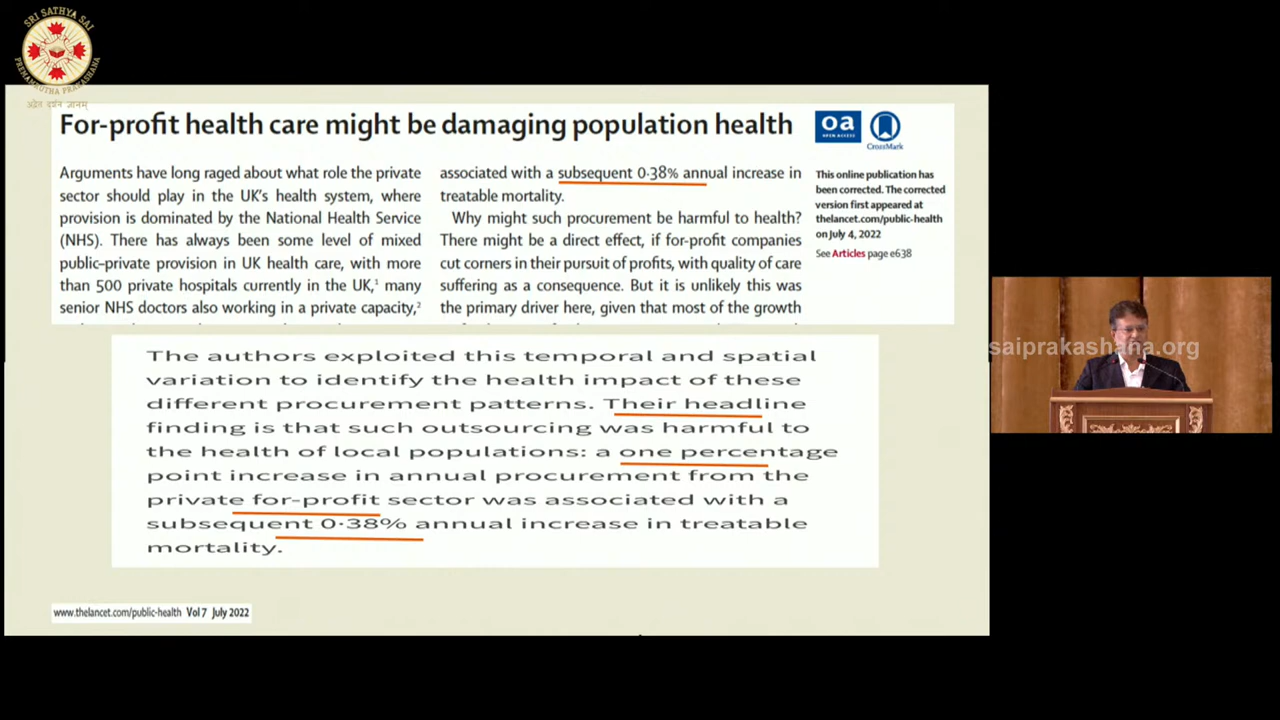 SRI SATHYA SAI
PREMAMRUTHA PRAKASHANA
अद्वैत दर्शन ज्ञानम्
For-profit health care might be damaging population health
oa
OPEN ACCESS
CrossMark
Arguments have long raged about what role the private
sector should play in the UK's health system, where
provision is dominated by the National Health Service
(NHS). There has always been some level of mixed
public–private provision in UK health care, with more
than 500 private hospitals currently in the UK,¹ many
senior NHS doctors also working in a private capacity,²
associated with a subsequent 0·38% annual increase in
treatable mortality.
Why might such procurement be harmful to health?
There might be a direct effect, if for-profit companies
cut corners in their pursuit of profits, with quality of care
suffering as a consequence. But it is unlikely this was
the primary driver here, given that most of the growth
This online publication has
been corrected. The corrected
version first appeared at
thelancet.com/public-health
on July 4, 2022
See Articles page e638
The authors exploited this temporal and spatial
variation to identify the health impact of these
different procurement patterns. Their headline
finding is that such outsourcing was harmful to
the health of local populations: a one percentage
point increase in annual procurement from the
private for-profit sector was associated with a
subsequent 0·38% annual increase in treatable
mortality.
www.thelancet.com/public-health Vol 7 July 2022
saiprakashana.org